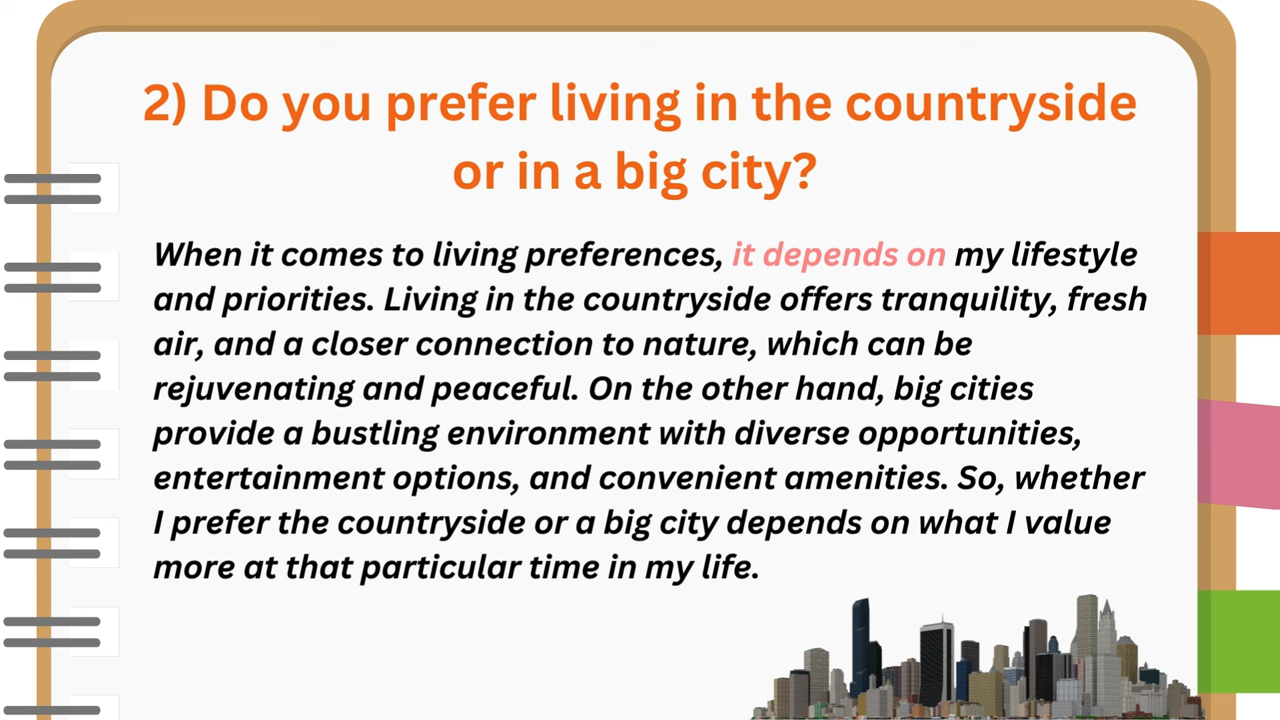 2) Do you prefer living in the countryside
or in a big city?
When it comes to living preferences, it depends on my lifestyle
and priorities. Living in the countryside offers tranquility, fresh
air, and a closer connection to nature, which can be
rejuvenating and peaceful. On the other hand, big cities
provide a bustling environment with diverse opportunities,
entertainment options, and convenient amenities. So, whether
I prefer the countryside or a big city depends on what I value
more at that particular time in my life.